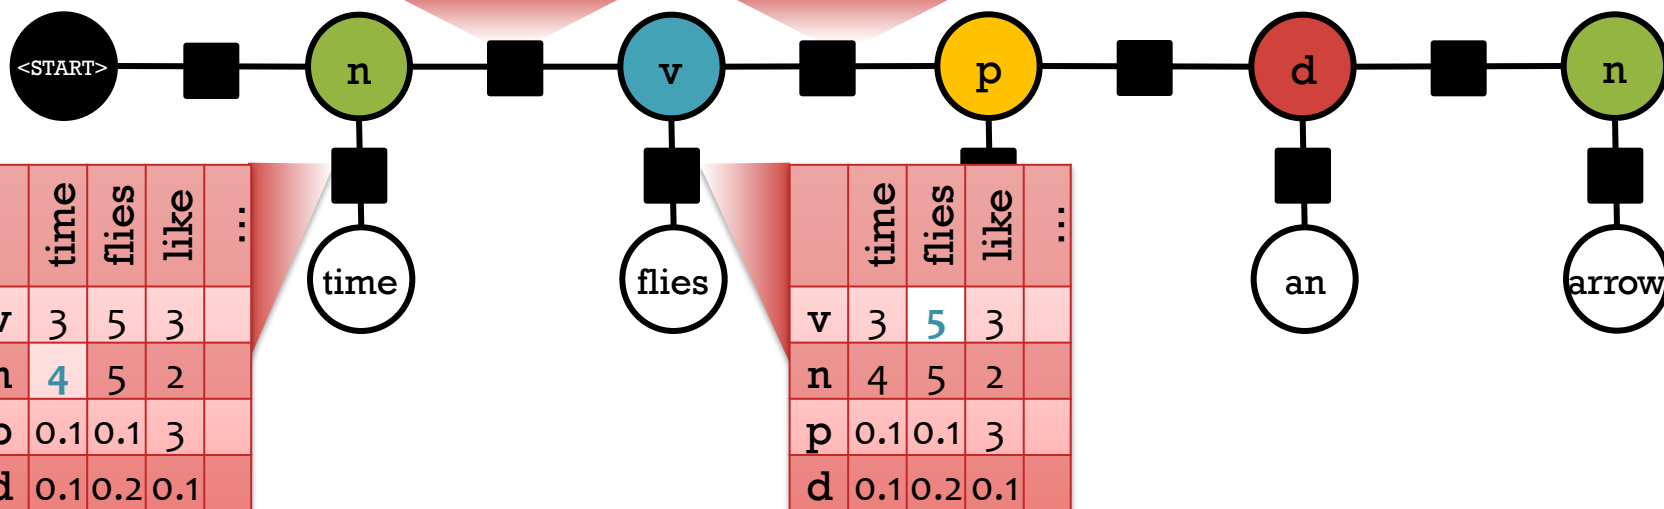 <START> n v p d n
time flies like ...
time flies an arrow
time flies like ...
v 3 5 3
n 4 5 2
p 0.1 0.1 3
d 0.1 0.2 0.1
v 3 5 3
n 4 5 2
p 0.1 0.1 3
d 0.1 0.2 0.1